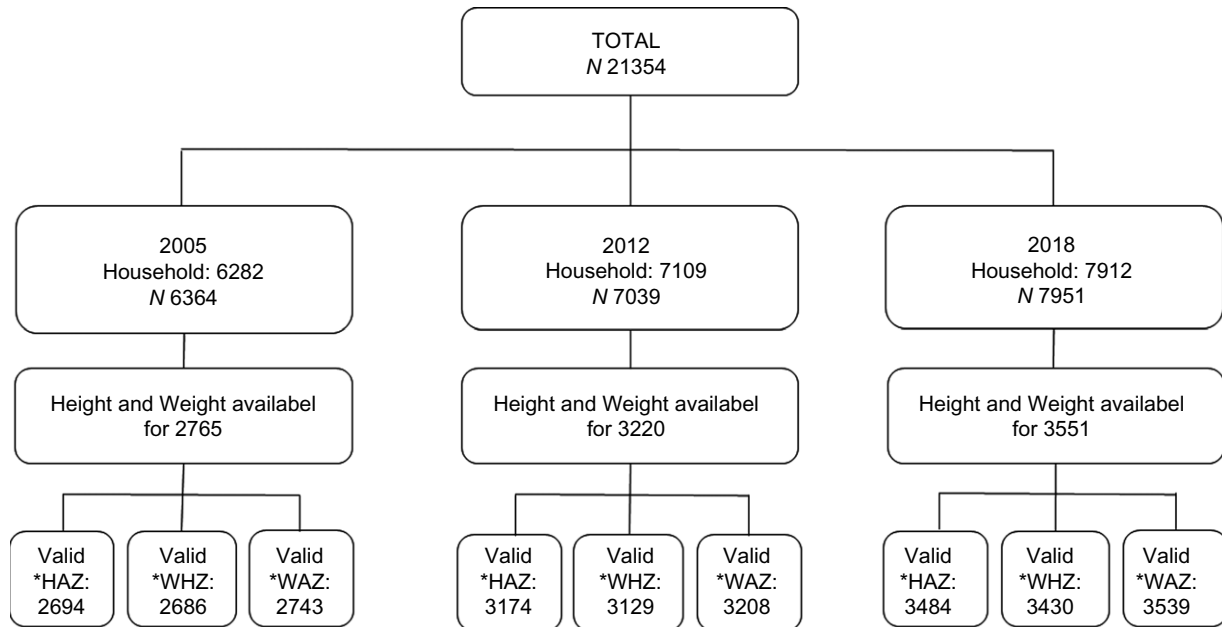 TOTAL
N 21354
2005
Household: 6282
N 6364
2012
Household: 7109
N 7039
2018
Household: 7912
N 7951
Height and Weight availabel
for 2765
Height and Weight availabel
for 3220
Height and Weight availabel
for 3551
Valid
*HAZ:
2694
Valid
*WHZ:
2686
Valid
*WAZ:
2743
Valid
*HAZ:
3174
Valid
*WHZ:
3129
Valid
*WAZ:
3208
Valid
*HAZ:
3484
Valid
*WHZ:
3430
Valid
*WAZ:
3539